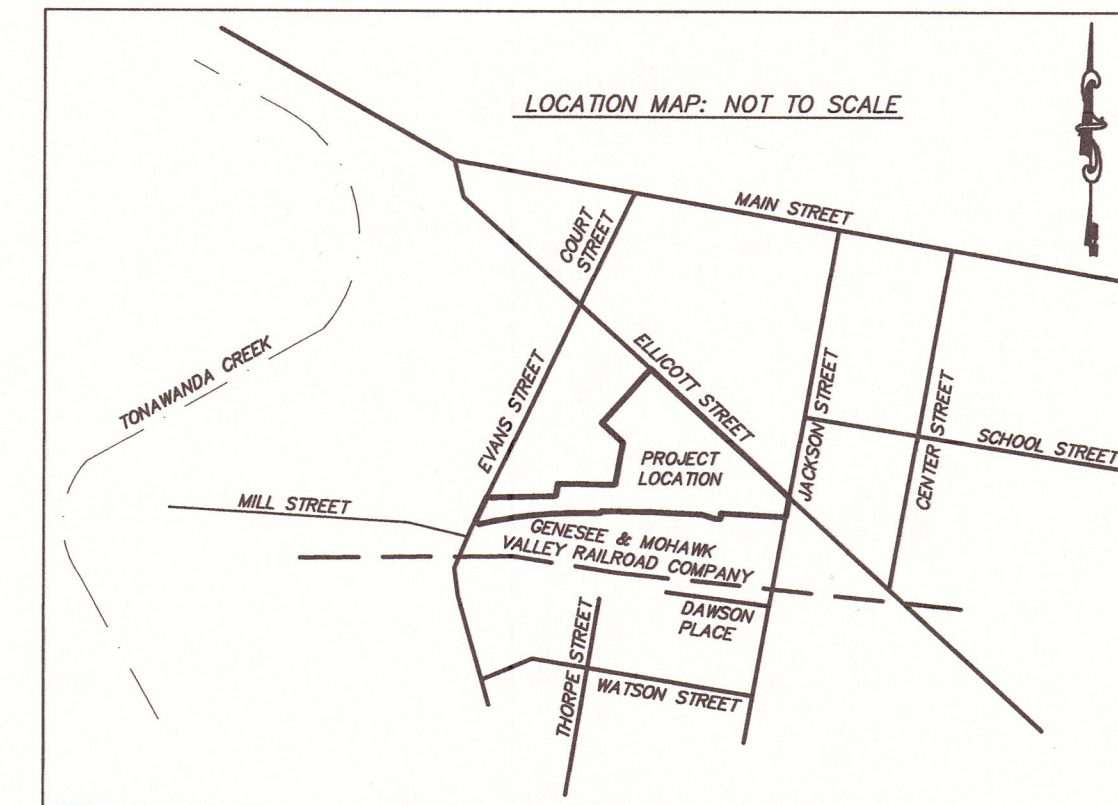 LOCATION MAP: NOT TO SCALE
MAIN STREET
COURT
STREET
TONAWANDA CREEK
EVANS STREET
ELLICOTT STREET
JACKSON STREET
CENTER STREET
SCHOOL STREET
PROJECT
LOCATION
MILL STREET
GENESEE & MOHAWK
VALLEY RAILROAD COMPANY
DAWSON
PLACE
THORPE STREET
WATSON STREET